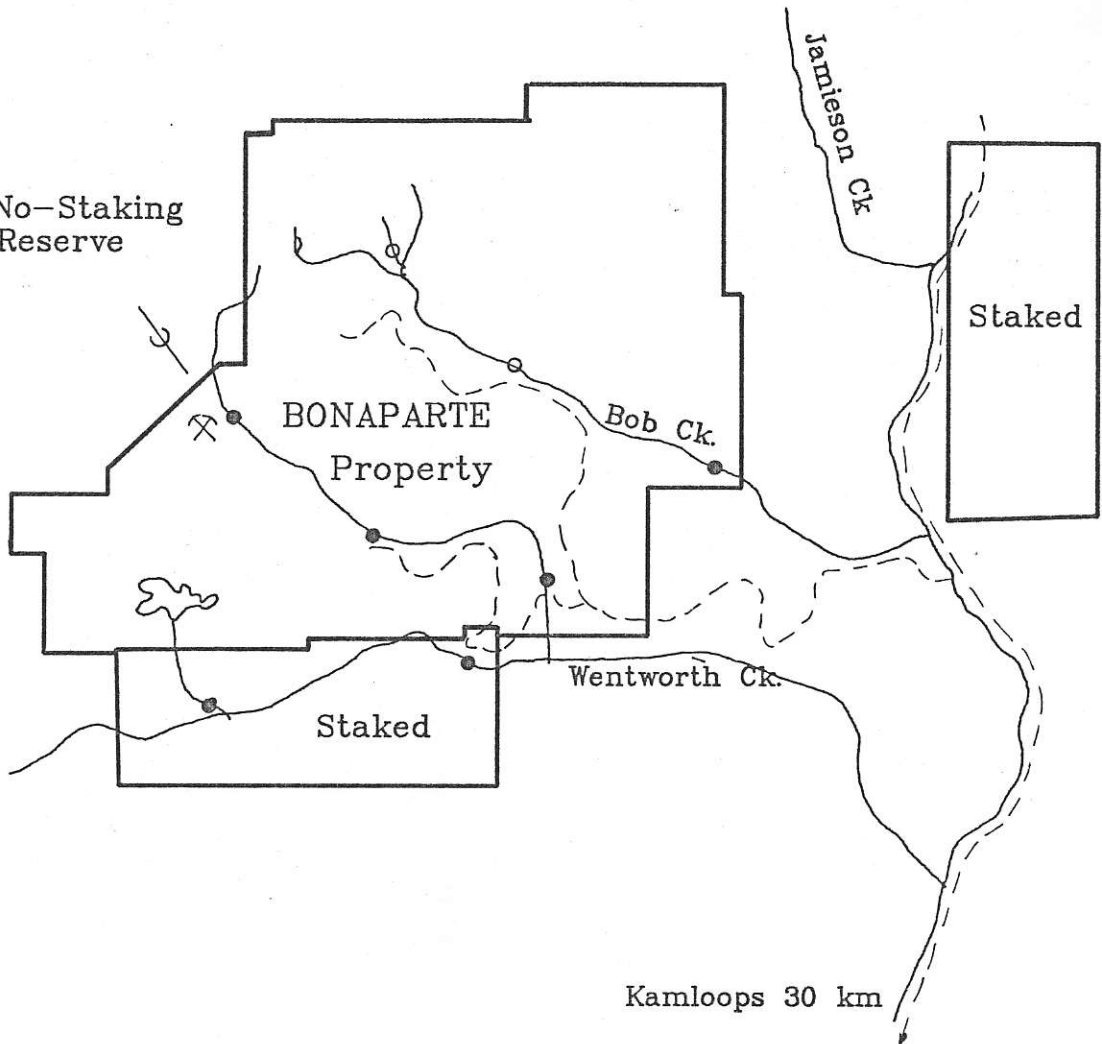 Jamieson Ck
No-Staking
Reserve
Staked
BONAPARTE
Property
Bob Ck.
Wentworth Ck.
Staked
Kamloops 30 km